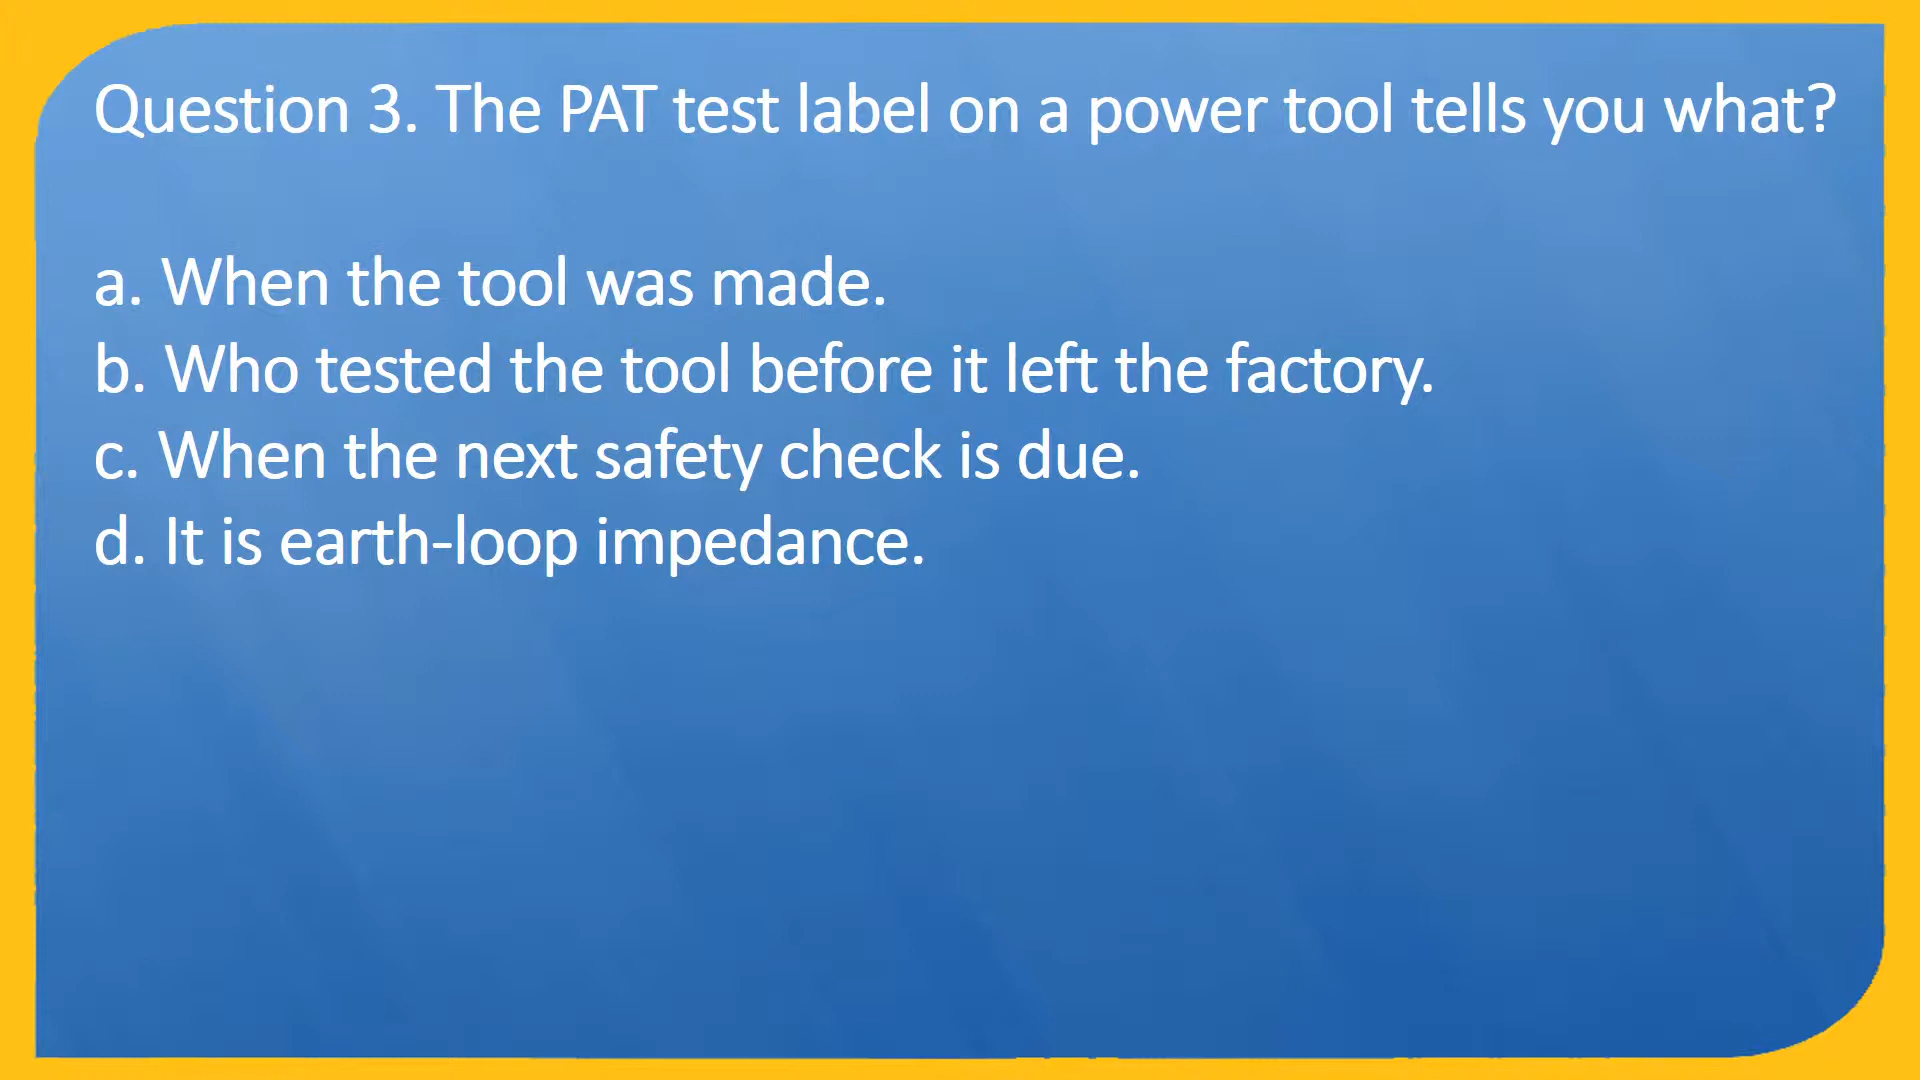 Question 3. The PAT test label on a power tool tells you what?
a. When the tool was made.
b. Who tested the tool before it left the factory.
c. When the next safety check is due.
d. It is earth-loop impedance.